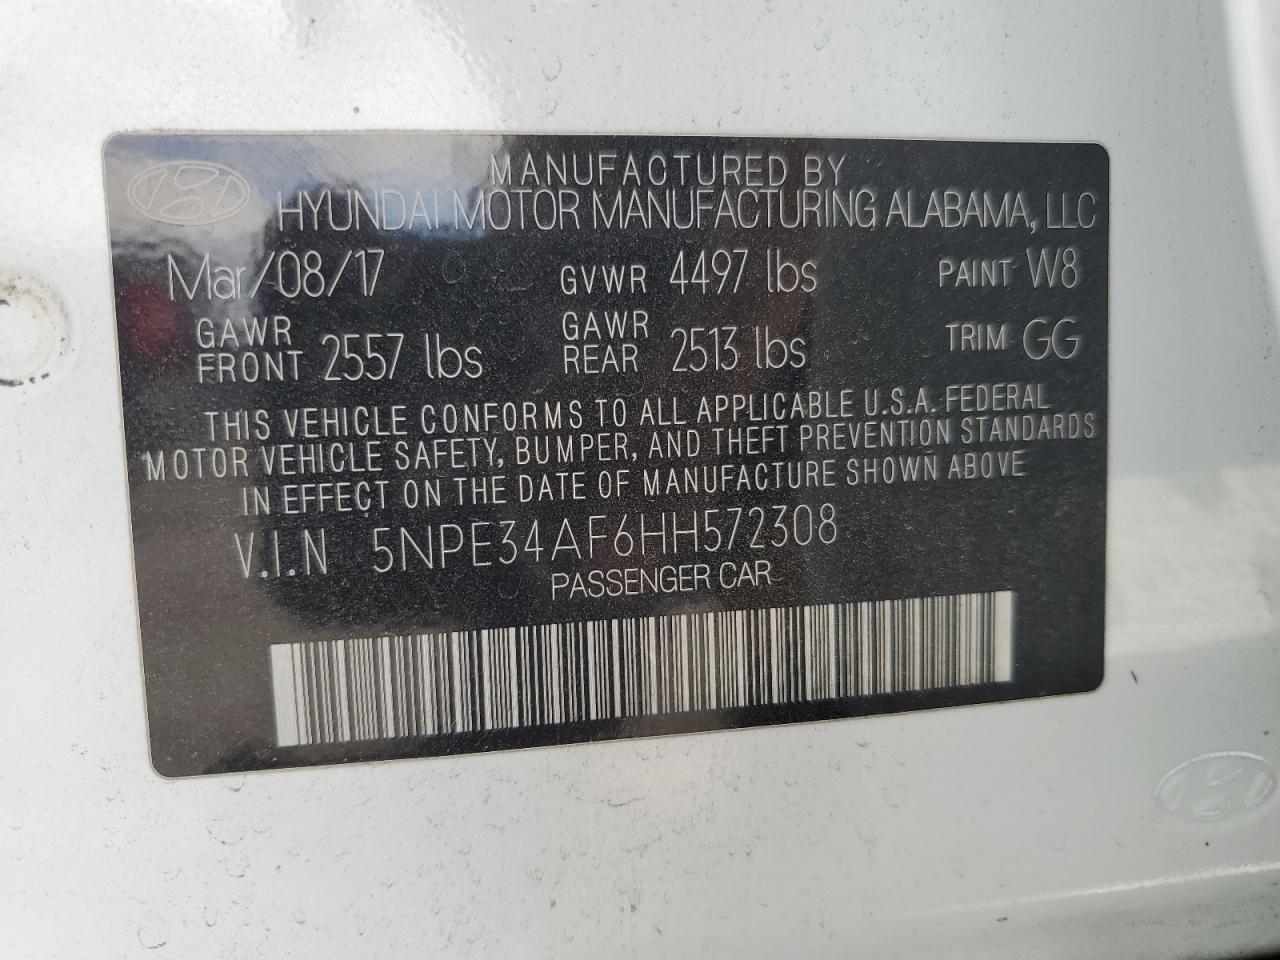 MANUFACTURED BY
HYUNDAI MOTOR MANUFACTURING ALABAMA, LLC
Mar/08/17 GVWR 4497 lbs PAINT W8
GAWR FRONT 2557 lbs GAWR REAR 2513 lbs TRIM GG
THIS VEHICLE CONFORMS TO ALL APPLICABLE U.S.A. FEDERAL
MOTOR VEHICLE SAFETY, BUMPER, AND THEFT PREVENTION STANDARDS
IN EFFECT ON THE DATE OF MANUFACTURE SHOWN ABOVE
V.I.N 5NPE34AF6HH572308
PASSENGER CAR